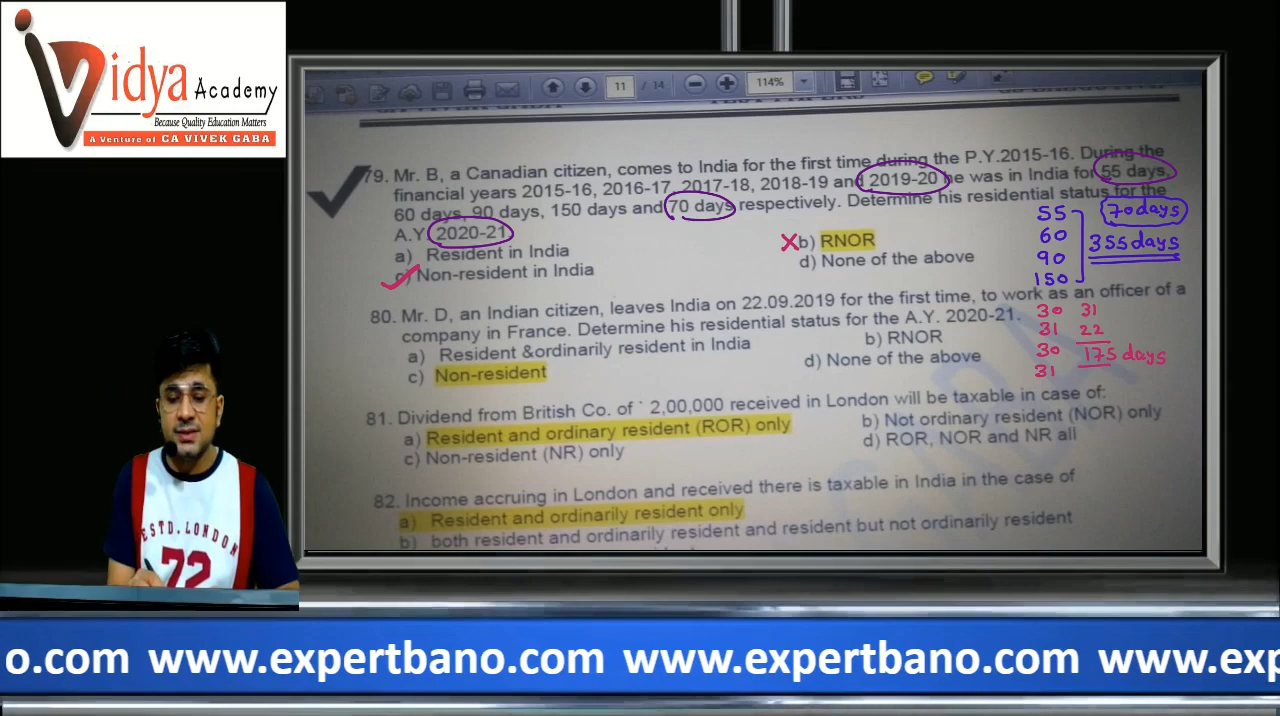 Vidya Academy
Because Quality Education Matters
A Venture of CA VIVEK GABA
11 / 14 114%
79. Mr. B, a Canadian citizen, comes to India for the first time during the P.Y.2015-16. During the
financial years 2015-16, 2016-17, 2017-18, 2018-19 and 2019-20 he was in India for 55 days,
60 days, 90 days, 150 days and 70 days respectively. Determine his residential status for the
A.Y 2020-21
a) Resident in India b) RNOR
c) Non-resident in India d) None of the above
55 70 days
60 355 days
90
150
80. Mr. D, an Indian citizen, leaves India on 22.09.2019 for the first time, to work as an officer of a
company in France. Determine his residential status for the A.Y. 2020-21.
a) Resident &ordinarily resident in India b) RNOR
c) Non-resident d) None of the above
30 31
31 22
30 175 days
31
81. Dividend from British Co. of ` 2,00,000 received in London will be taxable in case of:
a) Resident and ordinary resident (ROR) only b) Not ordinary resident (NOR) only
c) Non-resident (NR) only d) ROR, NOR and NR all
82. Income accruing in London and received there is taxable in India in the case of
a) Resident and ordinarily resident only
b) both resident and ordinarily resident and resident but not ordinarily resident
ESTD. LONDON
72
o.com www.expertbano.com www.expertbano.com www.exp